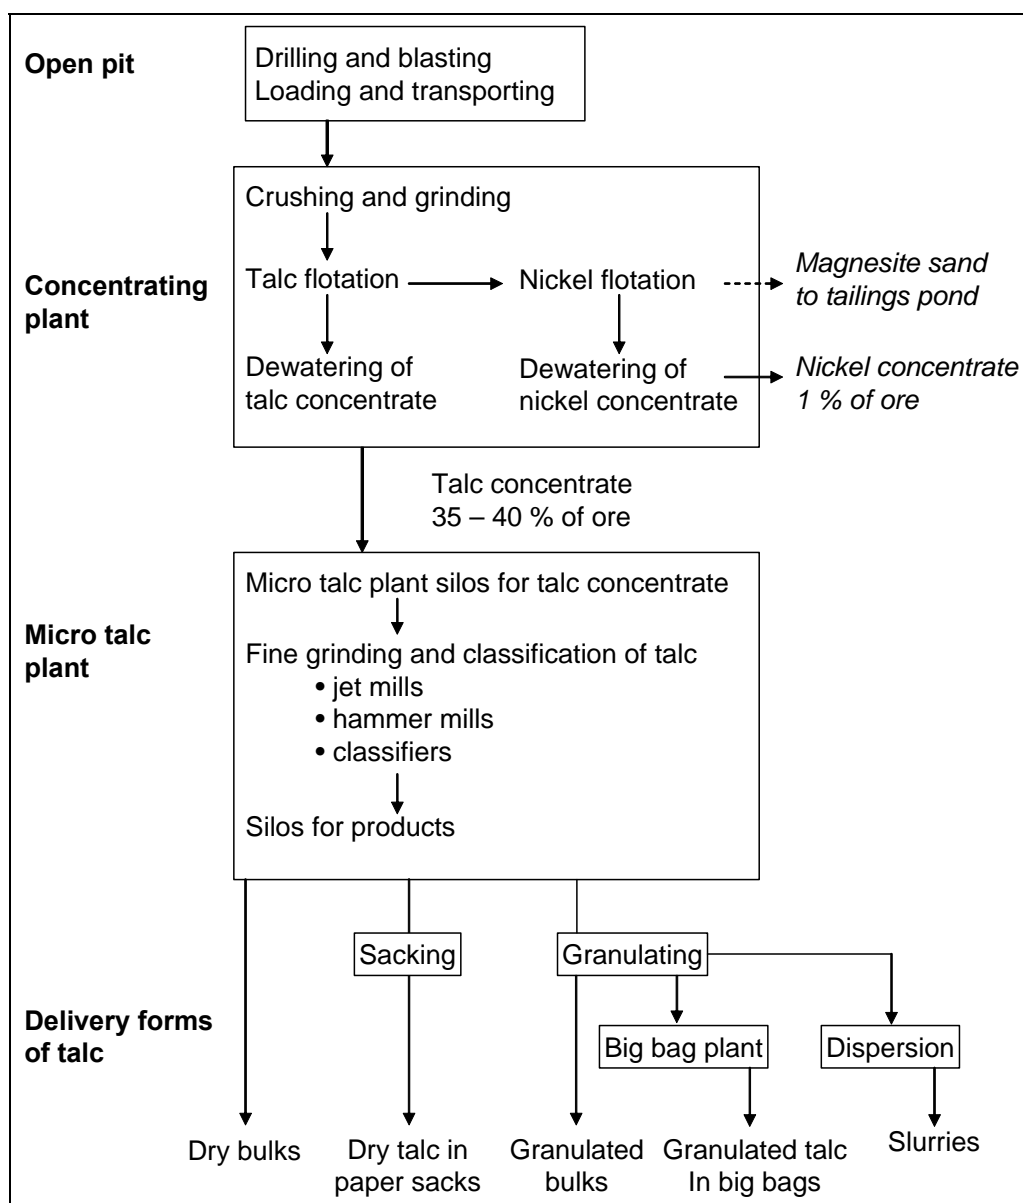 Open pit
Drilling and blasting
Loading and transporting
Crushing and grinding
Concentrating
plant
Talc flotation
Nickel flotation
Magnesite sand
to tailings pond
Dewatering of
talc concentrate
Dewatering of
nickel concentrate
Nickel concentrate
1 % of ore
Talc concentrate
35 – 40 % of ore
Micro talc
plant
Micro talc plant silos for talc concentrate
Fine grinding and classification of talc
• jet mills
• hammer mills
• classifiers
Silos for products
Delivery forms
of talc
Sacking
Granulating
Big bag plant
Dispersion
Dry bulks
Dry talc in
paper sacks
Granulated
bulks
Granulated talc
In big bags
Slurries